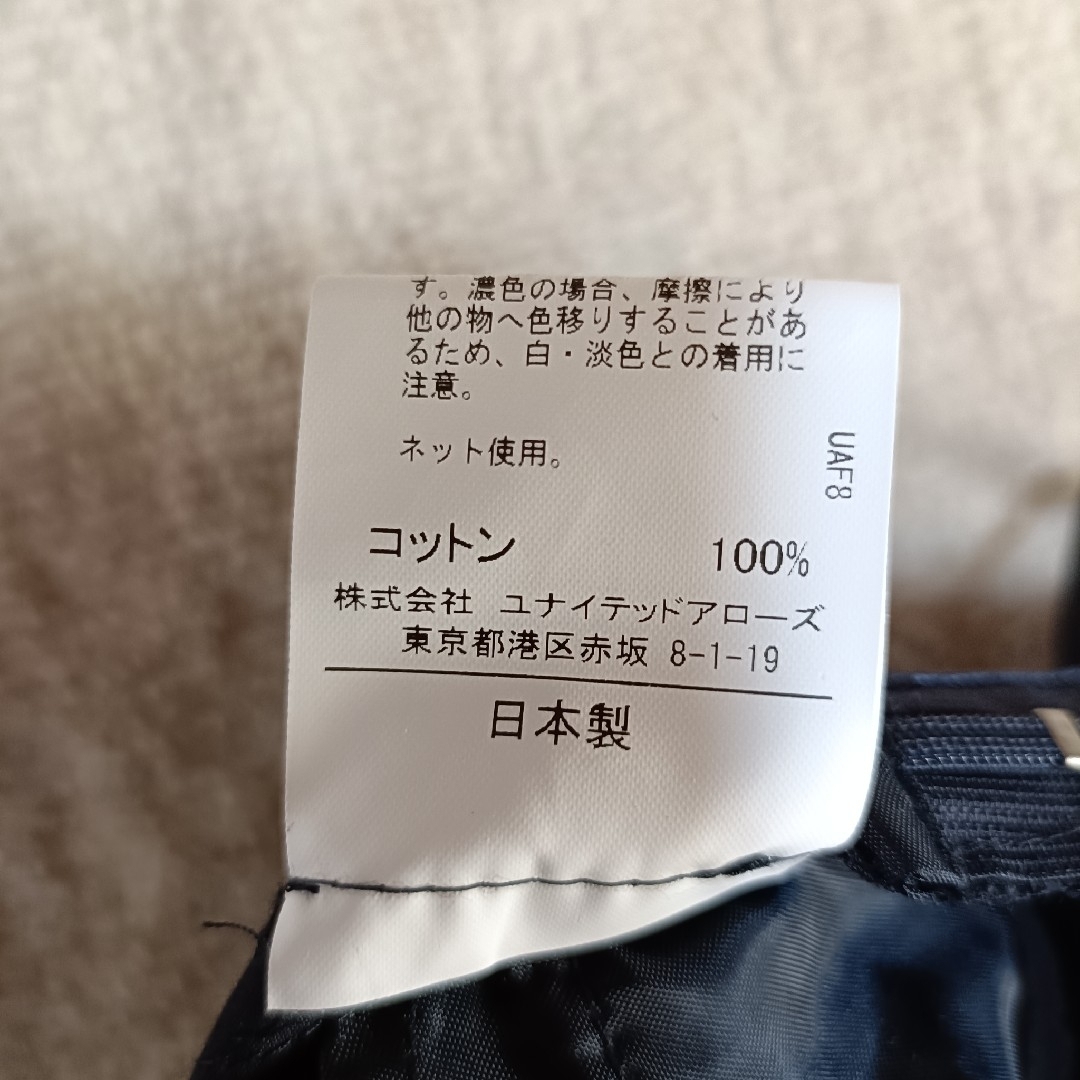 す。濃色の場合、摩擦により
他の物へ色移りすることがあ
るため、白・淡色との着用に
注意。
ネット使用。
UAF8
コットン 100%
株式会社 ユナイテッドアローズ
東京都港区赤坂 8-1-19
日本製